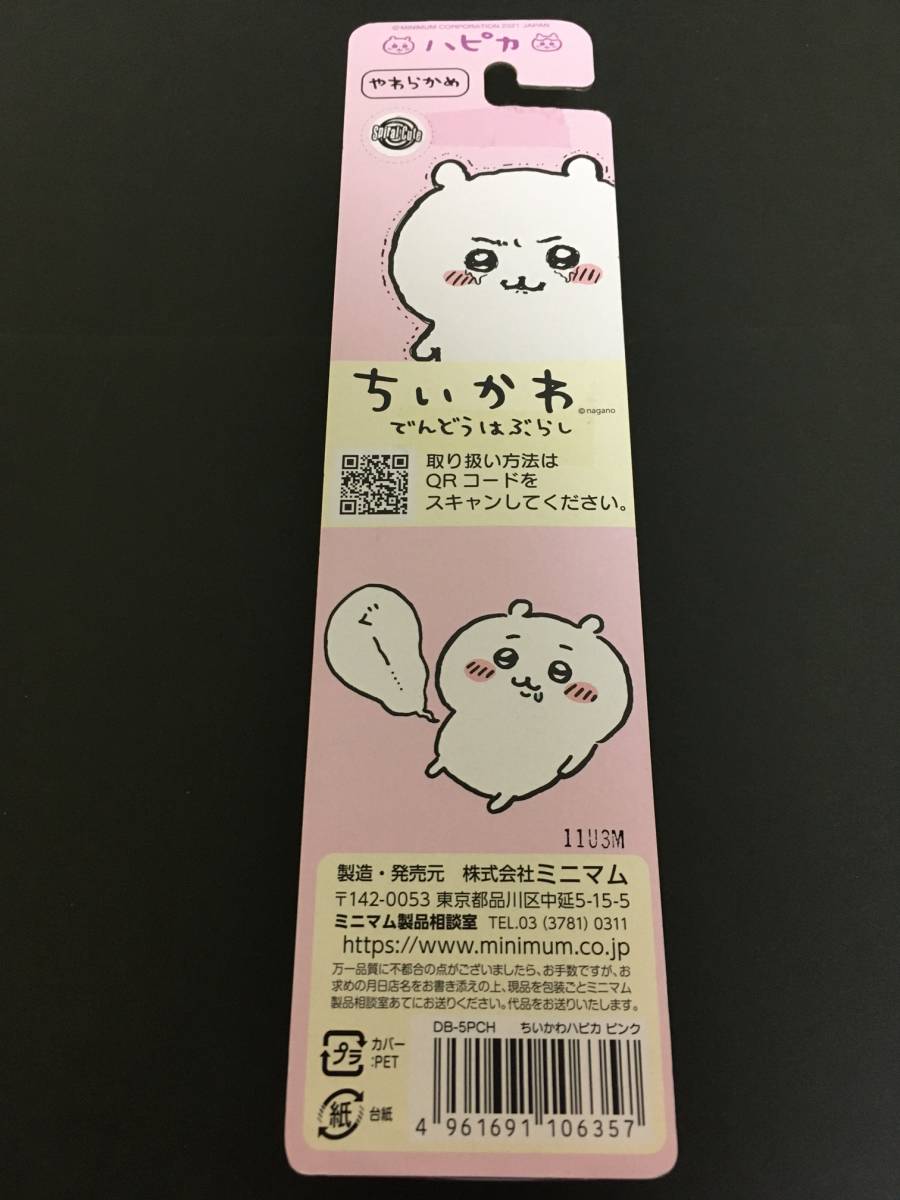 ©MINIMUM CORPORATION 2021 JAPAN
ハピカ
やわらかめ
Spiral Cute
ちいかわ
©nagano
でんどうはぶらし
取り扱い方法は
QRコードを
スキャンしてください。
ぐー……
11U3M
製造・発売元 株式会社ミニマム
〒142-0053 東京都品川区中延5-15-5
ミニマム製品相談室 TEL.03 (3781) 0311
https://www.minimum.co.jp
万一品質に不都合の点がございましたら、お手数ですが、お
求めの月日店名をお書き添えの上、現品を包装ごとミニマム
製品相談室あてにお送りください。代品をお送りいたします。
DB-5PCH ちいかわハピカ ピンク
プラ
カバー
:PET
紙
台紙
4 961691 106357